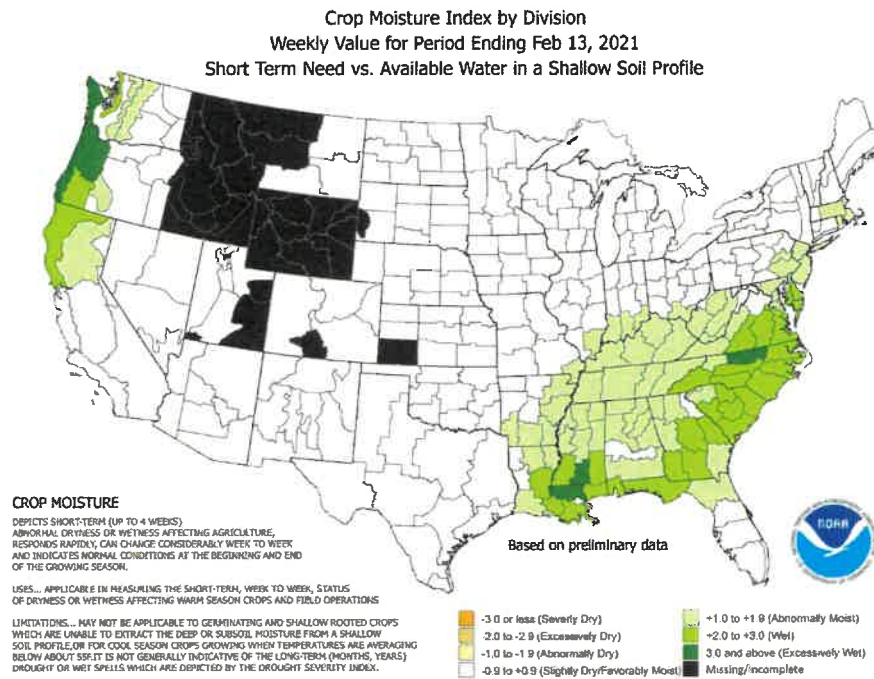 Crop Moisture Index by Division
Weekly Value for Period Ending Feb 13, 2021
Short Term Need vs. Available Water in a Shallow Soil Profile
CROP MOISTURE
DEPICTS SHORT-TERM (UP TO 4 WEEKS)
ABNORMAL DRYNESS OR WETNESS AFFECTING AGRICULTURE,
RESPONDS RAPIDLY, CAN CHANGE CONSIDERABLY WEEK TO WEEK
AND INDICATES NORMAL CONDITIONS AT THE BEGINNING AND END
OF THE GROWING SEASON.
USES... APPLICABLE IN MEASURING THE SHORT-TERM, WEEK TO WEEK, STATUS
OF DRYNESS OR WETNESS AFFECTING WARM SEASON CROPS AND FIELD OPERATIONS
LIMITATIONS... MAY NOT BE APPLICABLE TO GERMINATING AND SHALLOW ROOTED CROPS
WHICH ARE UNABLE TO EXTRACT THE DEEP OR SUBSOIL MOISTURE FROM A SHALLOW
SOIL PROFILE,OR FOR COOL SEASON CROPS GROWING WHEN TEMPERATURES ARE AVERAGING
BELOW ABOUT 55F.IT IS NOT GENERALLY INDICATIVE OF THE LONG-TERM (MONTHS, YEARS)
DROUGHT OR WET SPELLS WHICH ARE DEPICTED BY THE DROUGHT SEVERITY INDEX.
Based on preliminary data
NOAA
-3.0 or less (Severly Dry)
-2.0 to -2.9 (Excessively Dry)
-1.0 to -1.9 (Abnormally Dry)
-0.9 to +0.9 (Slightly Dry/Favorably Moist)
+1.0 to +1.9 (Abnormally Moist)
+2.0 to +3.0 (Wet)
3.0 and above (Excessively Wet)
Missing/Incomplete